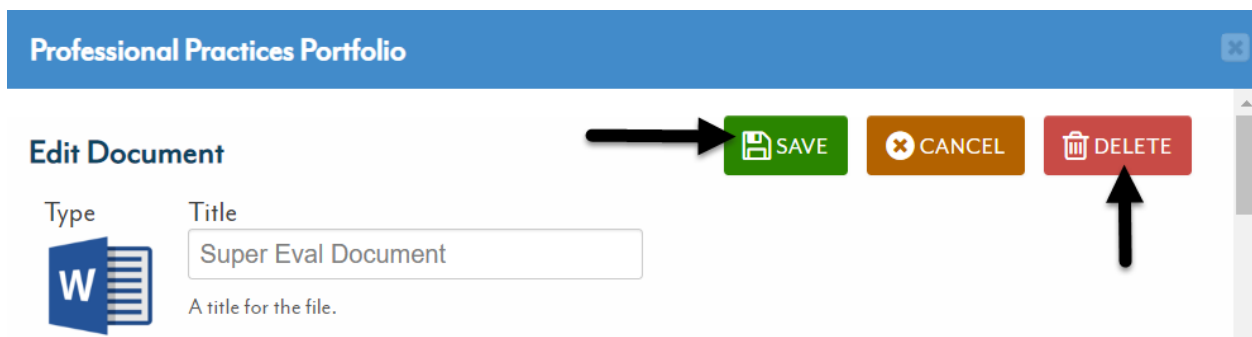 Professional Practices Portfolio
Edit Document
SAVE
CANCEL
DELETE
Type
Title
W
Super Eval Document
A title for the file.